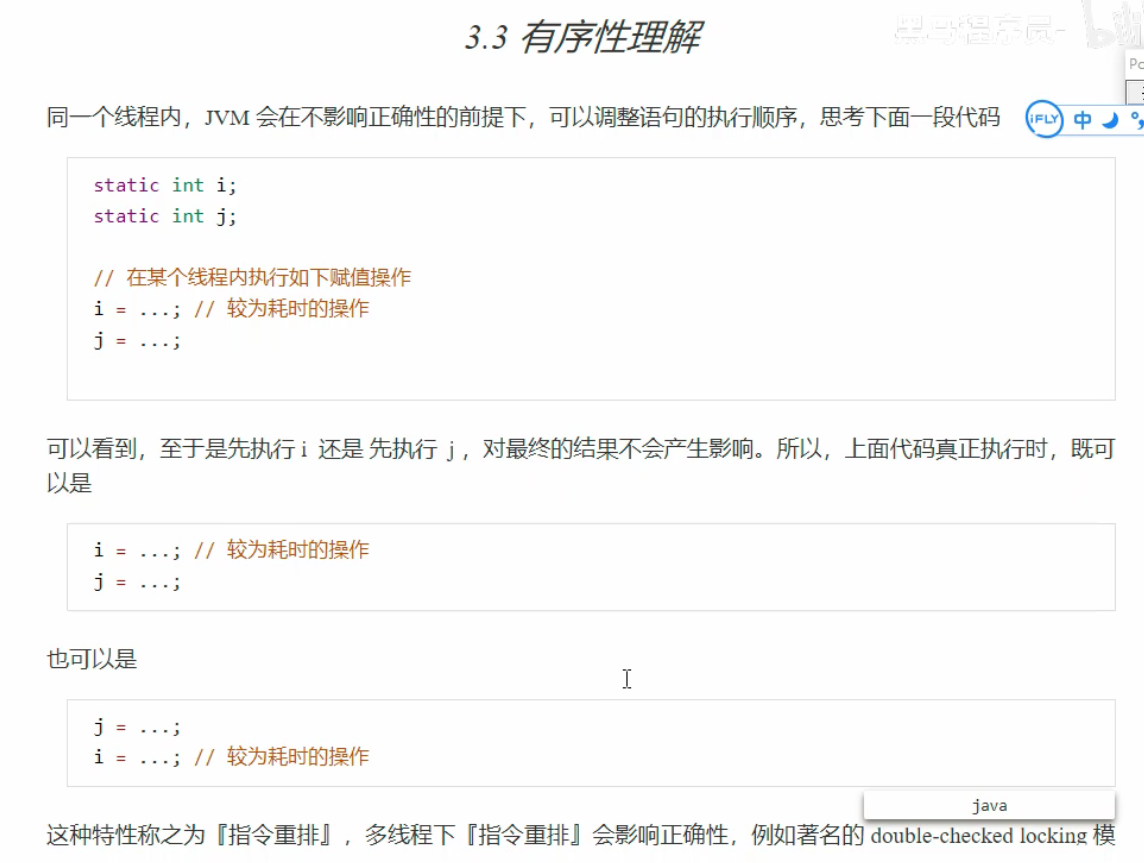 3.3 有序性理解
黑马程序员-
同一个线程内，JVM 会在不影响正确性的前提下，可以调整语句的执行顺序，思考下面一段代码
iFLY 中
static int i;
static int j;
// 在某个线程内执行如下赋值操作
i = ...; // 较为耗时的操作
j = ...;
可以看到，至于是先执行 i 还是 先执行 j ，对最终的结果不会产生影响。所以，上面代码真正执行时，既可
以是
i = ...; // 较为耗时的操作
j = ...;
也可以是
j = ...;
i = ...; // 较为耗时的操作
java
这种特性称之为『指令重排』，多线程下『指令重排』会影响正确性，例如著名的 double-checked locking 模